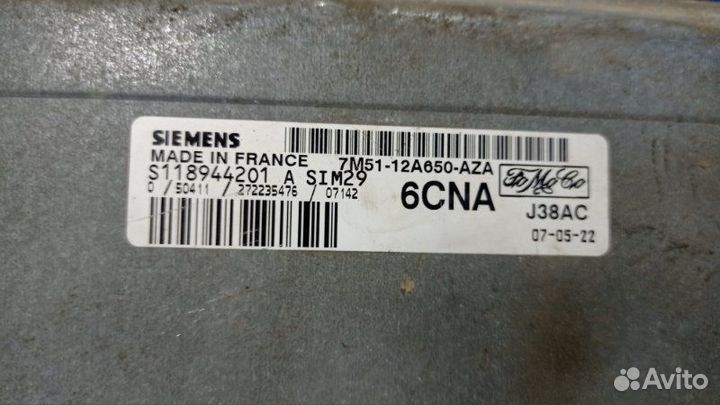 SIEMENS
MADE IN FRANCE
7M51-12A650-AZA
S118944201 A SIM29
0 / 50411 / 272235476 / 07142
6CNA
FoMoCo
J38AC
07-05-22
Avito